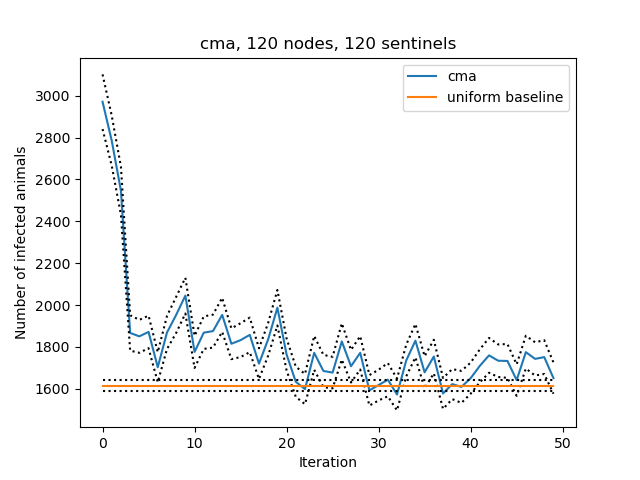 cma, 120 nodes, 120 sentinels
cma
uniform baseline
Number of infected animals
3000
2800
2600
2400
2200
2000
1800
1600
0
10
20
30
40
50
Iteration